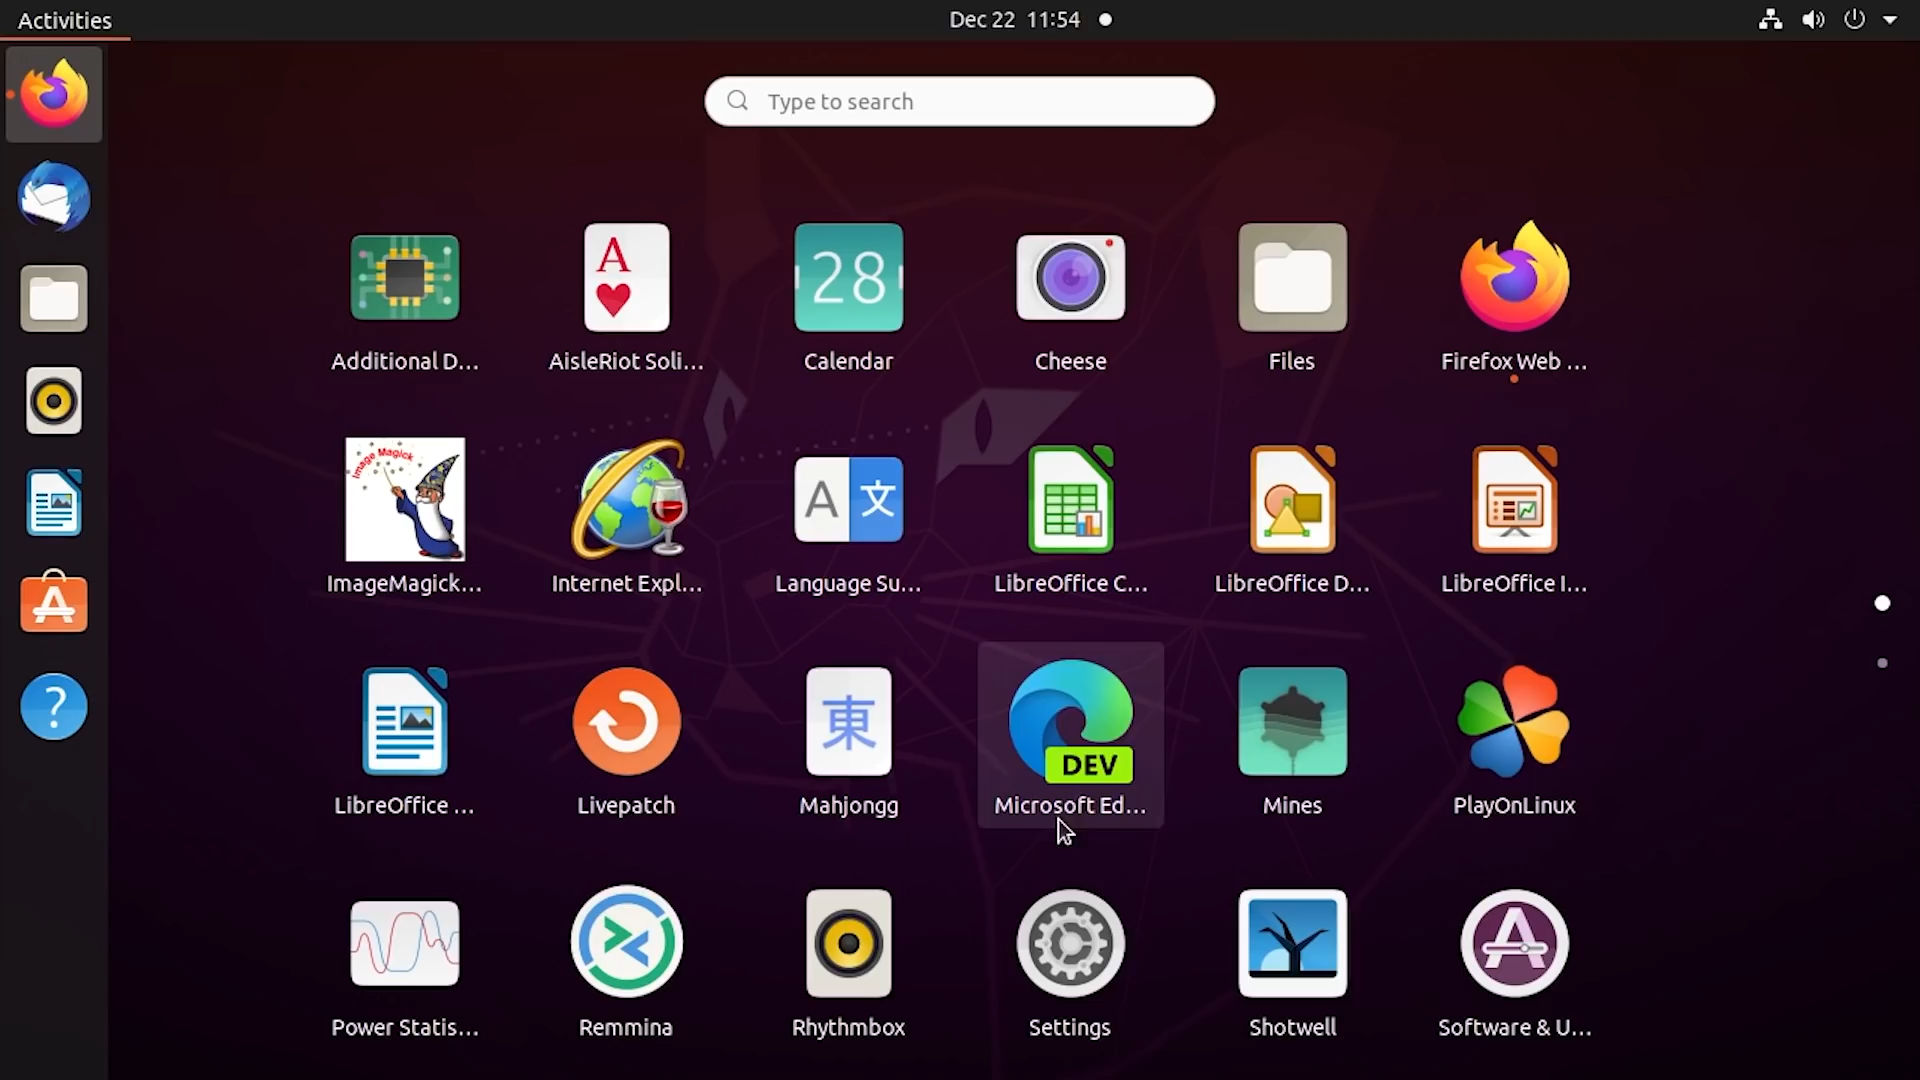 Activities
Dec 22 11:54
Type to search
28
A
Additional D...
AisleRiot Soli...
Calendar
Cheese
Files
Firefox Web ...
Image Magick
A 文
ImageMagick...
Internet Expl...
Language Su...
LibreOffice C...
LibreOffice D...
LibreOffice I...
?
東
DEV
LibreOffice ...
Livepatch
Mahjongg
Microsoft Ed...
Mines
PlayOnLinux
Power Statis...
Remmina
Rhythmbox
Settings
Shotwell
Software & U...